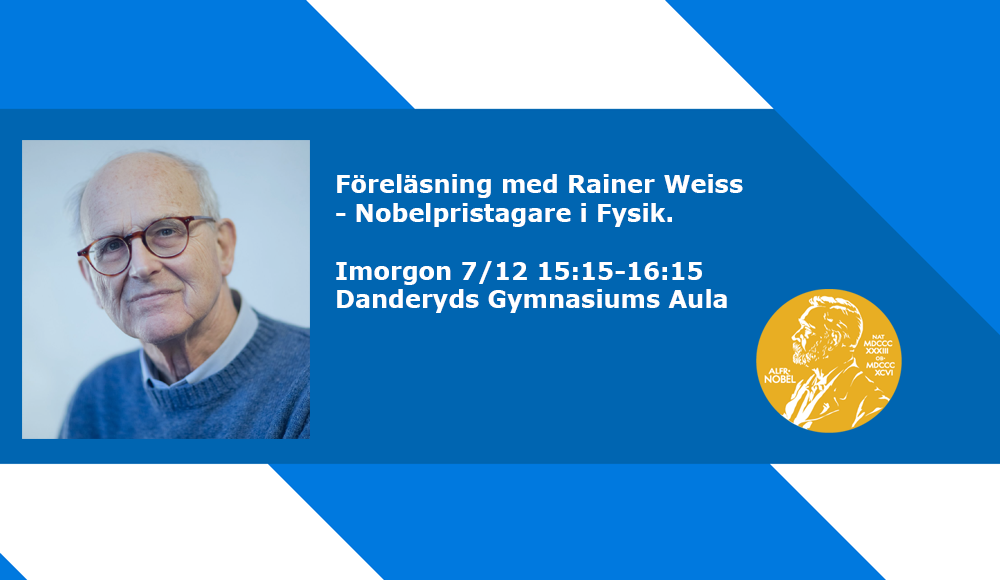 Föreläsning med Rainer Weiss
- Nobelpristagare i Fysik.
Imorgon 7/12 15:15-16:15
Danderyds Gymnasiums Aula
ALFR·
NOBEL
NAT
MDCCC
XXXIII
OB·
MDCCC
XCVI